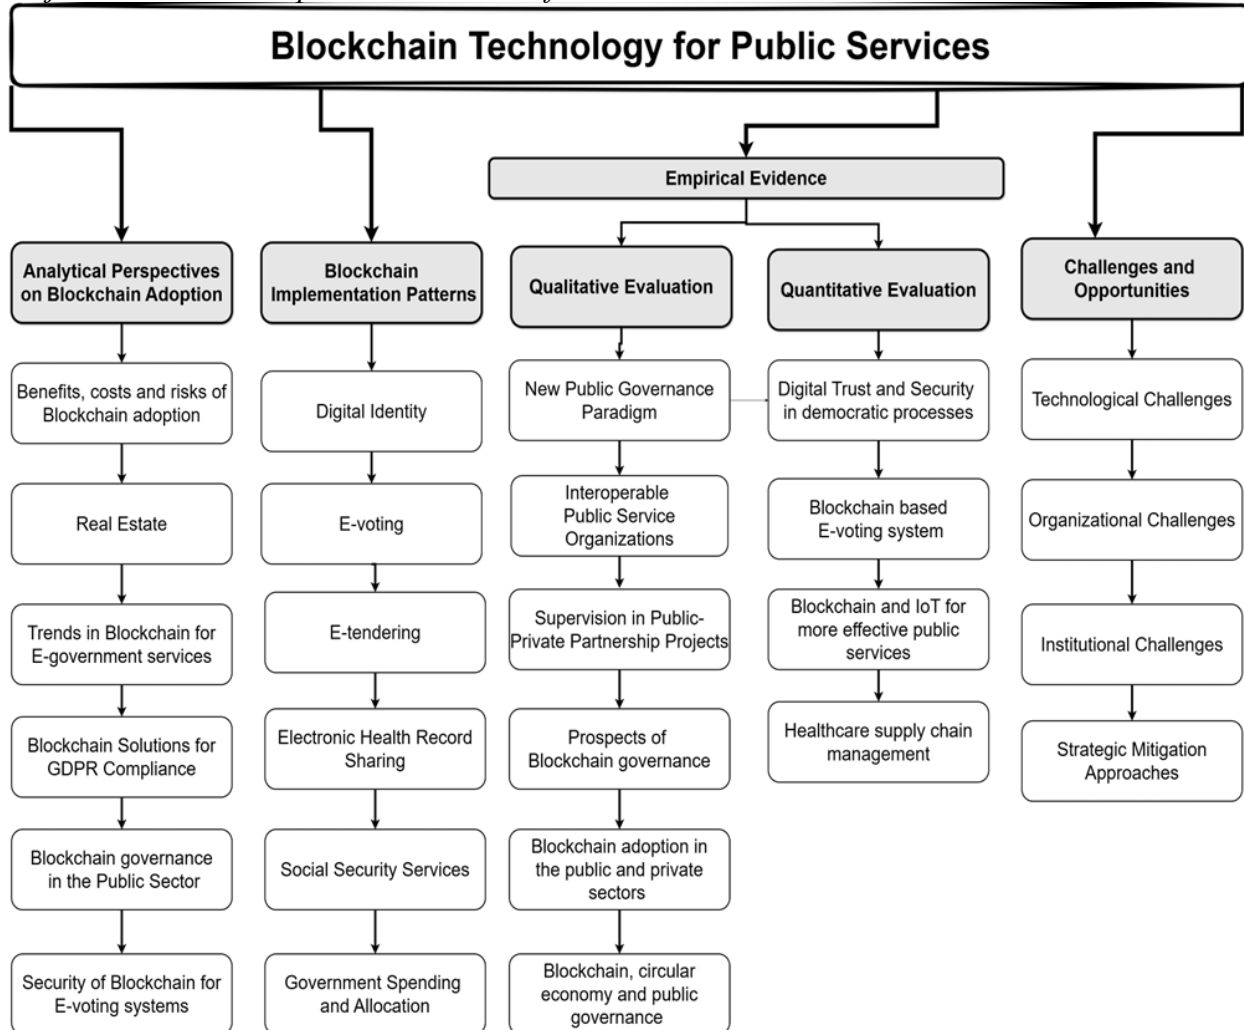 Blockchain Technology for Public Services
Empirical Evidence
Analytical Perspectives
on Blockchain Adoption
Benefits, costs and risks of
Blockchain adoption
Real Estate
Trends in Blockchain for
E-government services
Blockchain Solutions for
GDPR Compliance
Blockchain governance
in the Public Sector
Security of Blockchain for
E-voting systems
Blockchain
Implementation Patterns
Digital Identity
E-voting
E-tendering
Electronic Health Record
Sharing
Social Security Services
Government Spending
and Allocation
Qualitative Evaluation
New Public Governance
Paradigm
Interoperable
Public Service
Organizations
Supervision in Public-
Private Partnership Projects
Prospects of
Blockchain governance
Blockchain adoption in
the public and private
sectors
Blockchain, circular
economy and public
governance
Quantitative Evaluation
Digital Trust and Security
in democratic processes
Blockchain based
E-voting system
Blockchain and IoT for
more effective public
services
Healthcare supply chain
management
Challenges and
Opportunities
Technological Challenges
Organizational Challenges
Institutional Challenges
Strategic Mitigation
Approaches